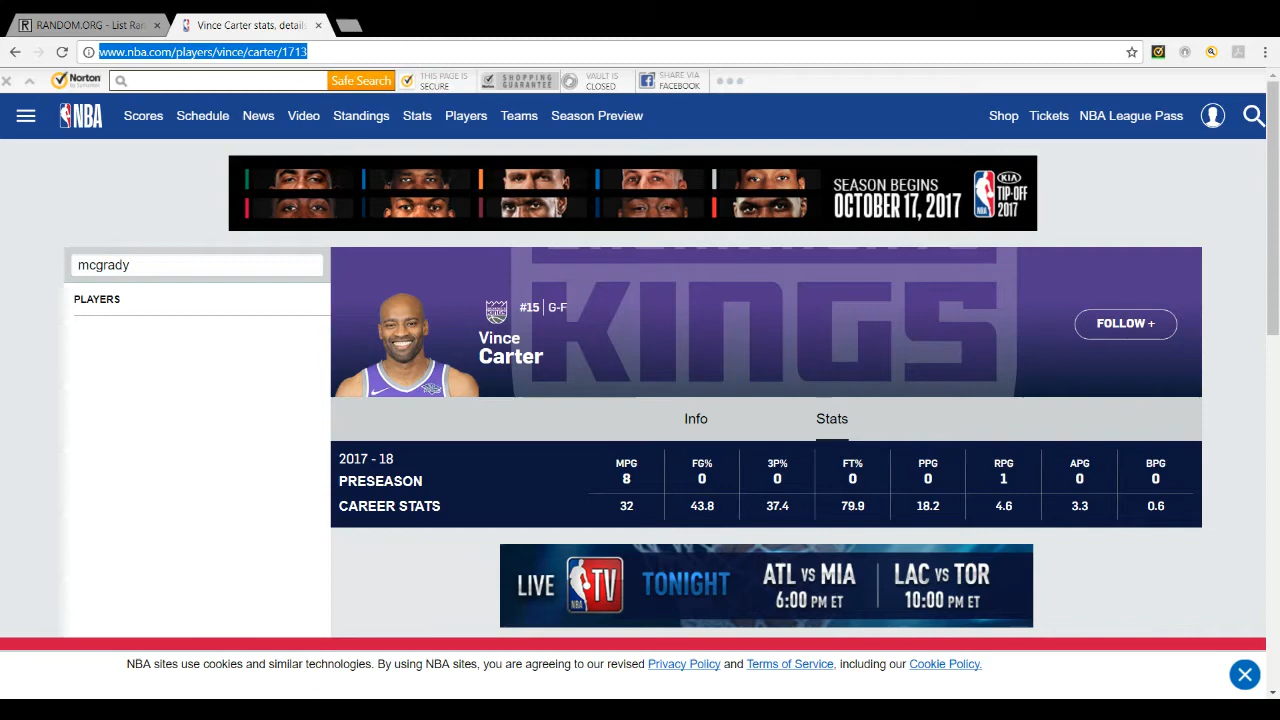 RANDOM.ORG - List Ran
Vince Carter stats, details
www.nba.com/players/vince/carter/1713
Norton
by Symantec
Safe Search
THIS PAGE IS
SECURE
SHOPPING
GUARANTEE
VAULT IS
CLOSED
SHARE VIA
FACEBOOK
NBA
Scores
Schedule
News
Video
Standings
Stats
Players
Teams
Season Preview
Shop
Tickets
NBA League Pass
SEASON BEGINS
OCTOBER 17, 2017
KIA
TIP-OFF
2017
mcgrady
PLAYERS
KINGS
#15 | G-F
Vince
Carter
FOLLOW +
Info
Stats
2017 - 18
PRESEASON
CAREER STATS
MPG FG% 3P% FT% PPG RPG APG BPG
8 0 0 0 0 1 0 0
32 43.8 37.4 79.9 18.2 4.6 3.3 0.6
LIVE NBA TV TONIGHT
ATL vs MIA
6:00 PM ET
LAC vs TOR
10:00 PM ET
NBA sites use cookies and similar technologies. By using NBA sites, you are agreeing to our revised Privacy Policy and Terms of Service, including our Cookie Policy.